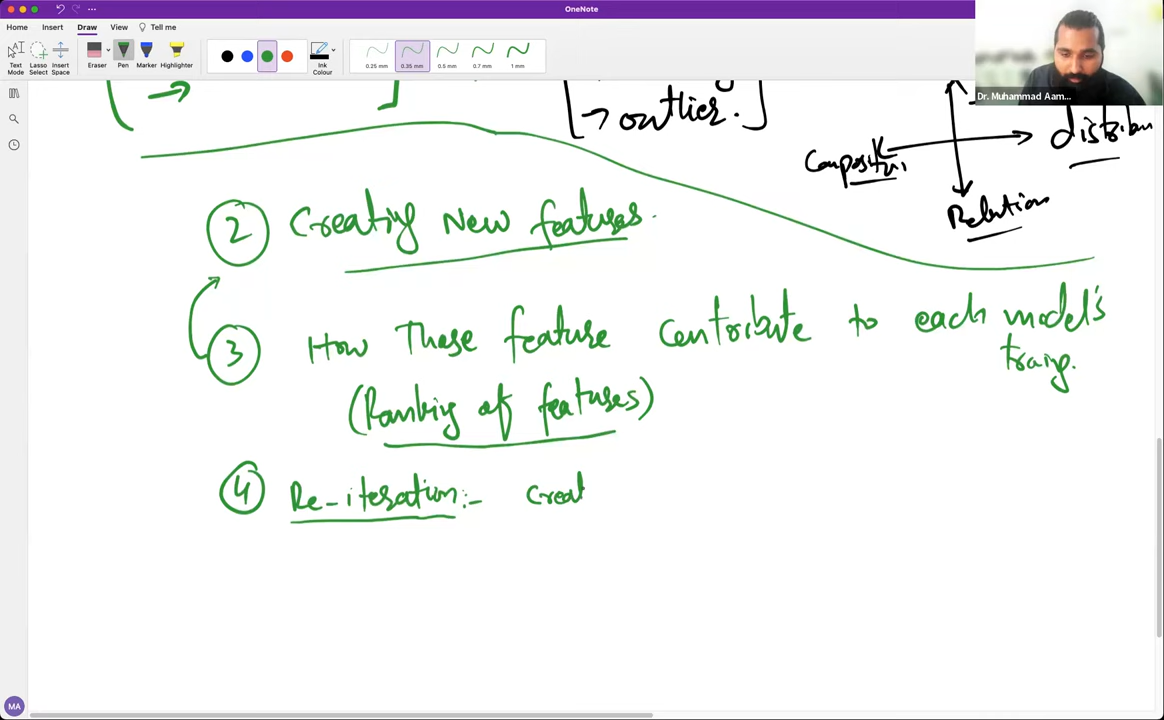 OneNote
Home Insert Draw View Tell me
Text Mode Lasso Select Insert Space Eraser Pen Marker Highlighter Ink Colour 0.25 mm 0.35 mm 0.5 mm 0.7 mm 1 mm
Dr. Muhammad Aam...
→ outlier.
distribu
Relation
2 Creating New features.
3 How These feature Contoribute to each model's
traing.
(Ranking of features)
4 Re-iteration:- Creat
MA